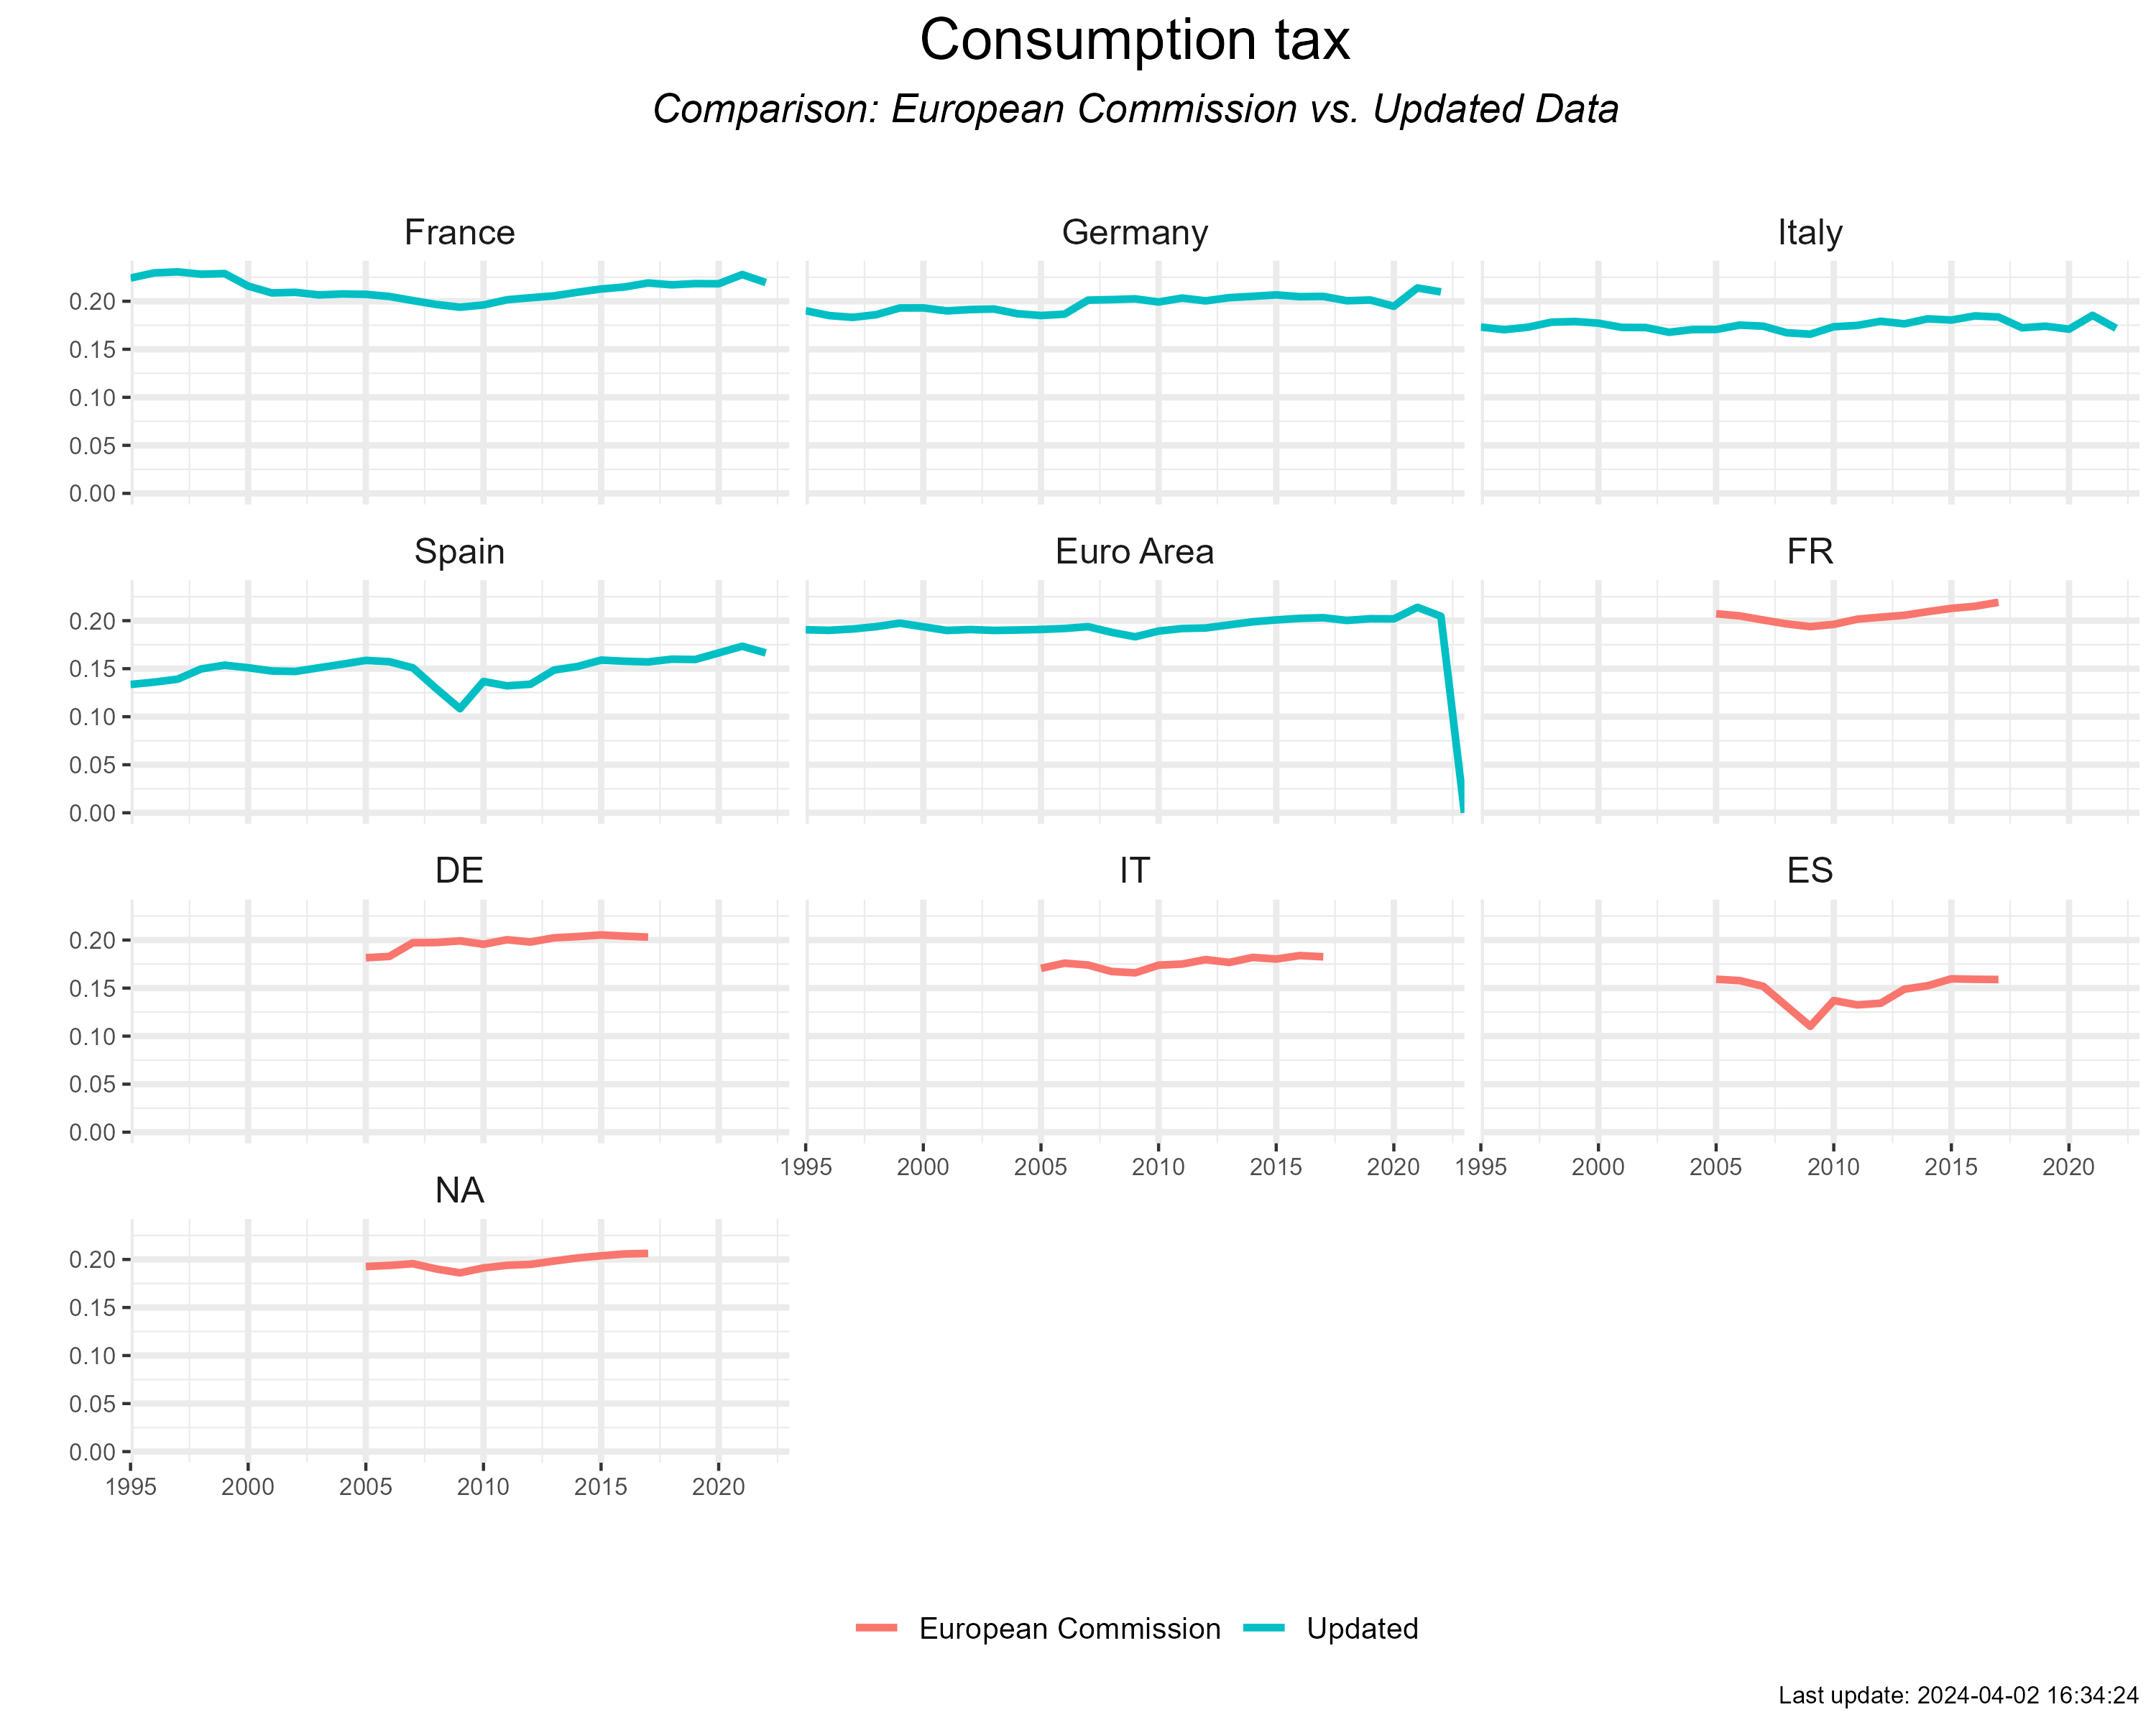 Consumption tax
Comparison: European Commission vs. Updated Data
France Germany Italy
0.20
0.15
0.10
0.05
0.00
Spain Euro Area FR
0.20
0.15
0.10
0.05
0.00
DE IT ES
0.20
0.15
0.10
0.05
0.00
1995 2000 2005 2010 2015 2020 1995 2000 2005 2010 2015 2020
NA
0.20
0.15
0.10
0.05
0.00
1995 2000 2005 2010 2015 2020
European Commission Updated
Last update: 2024-04-02 16:34:24